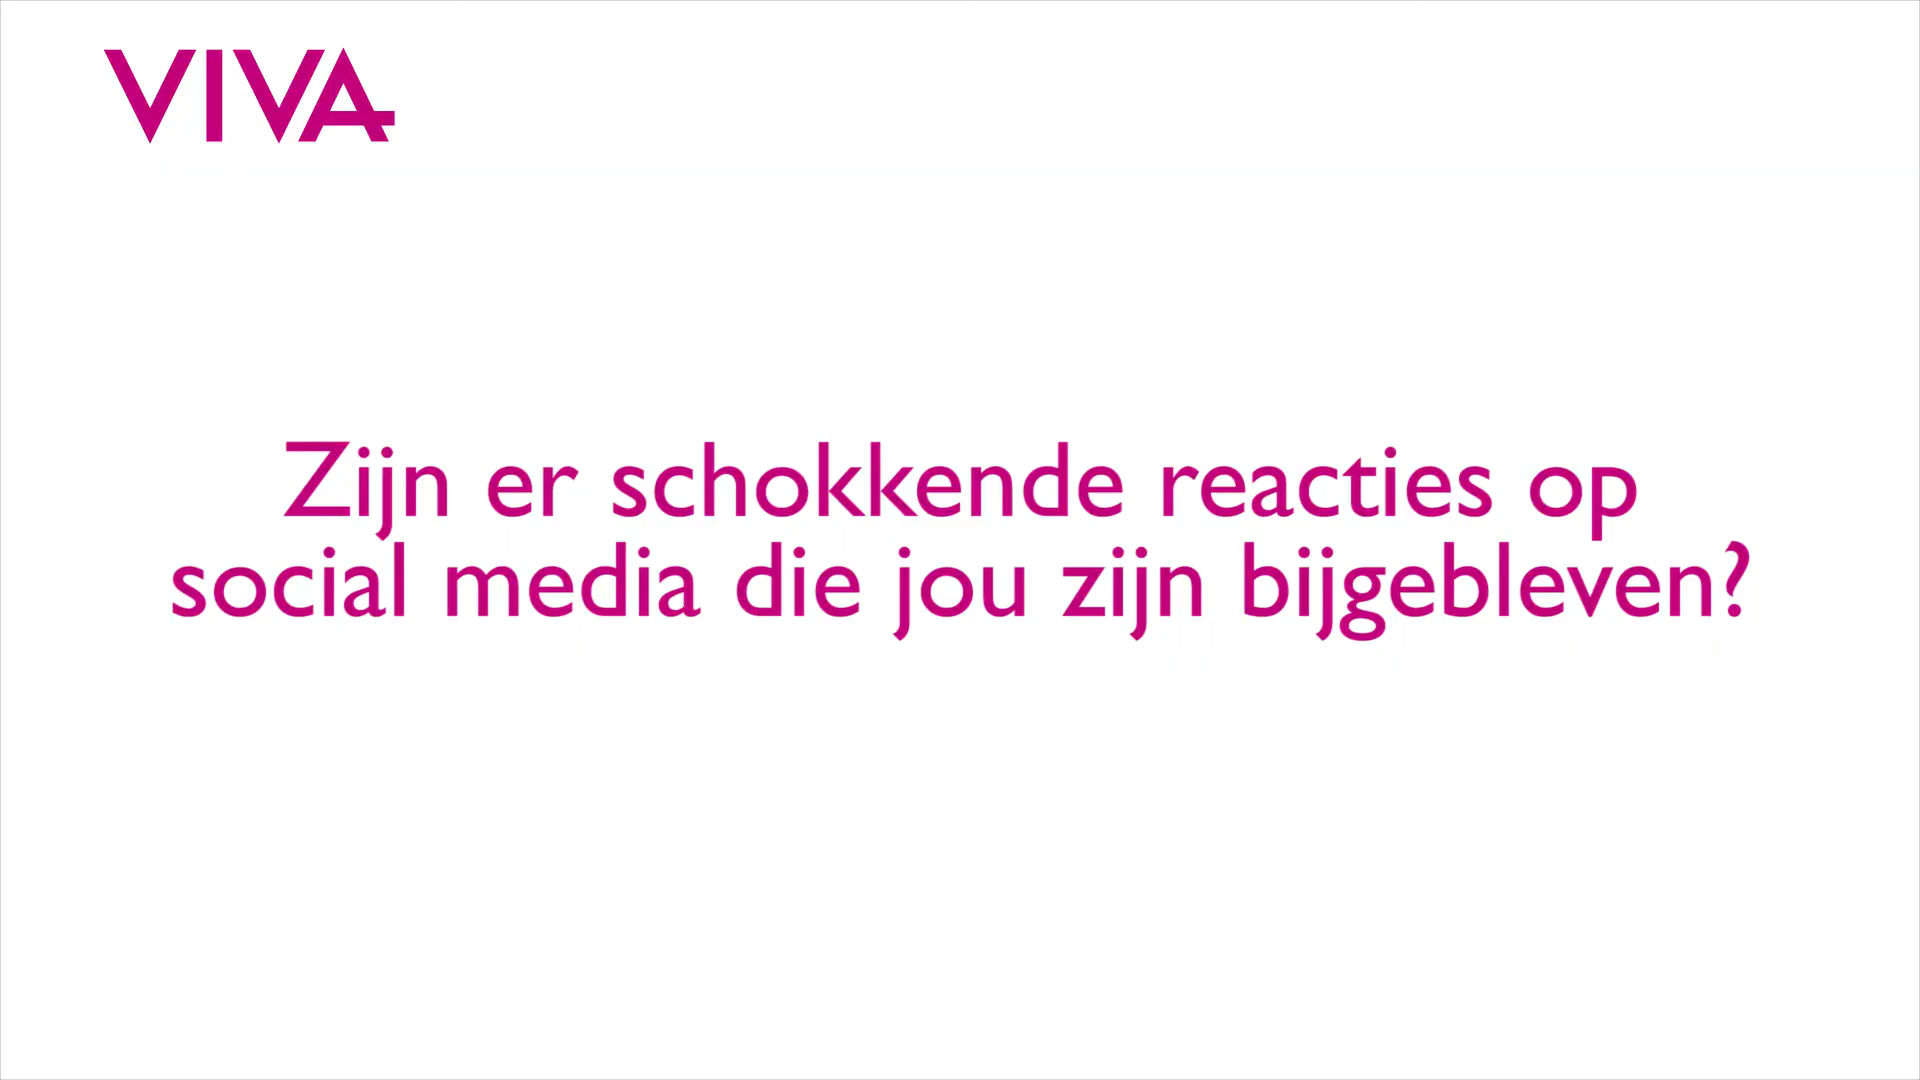 VIVA
Zijn er schokkende reacties op
social media die jou zijn bijgebleven?